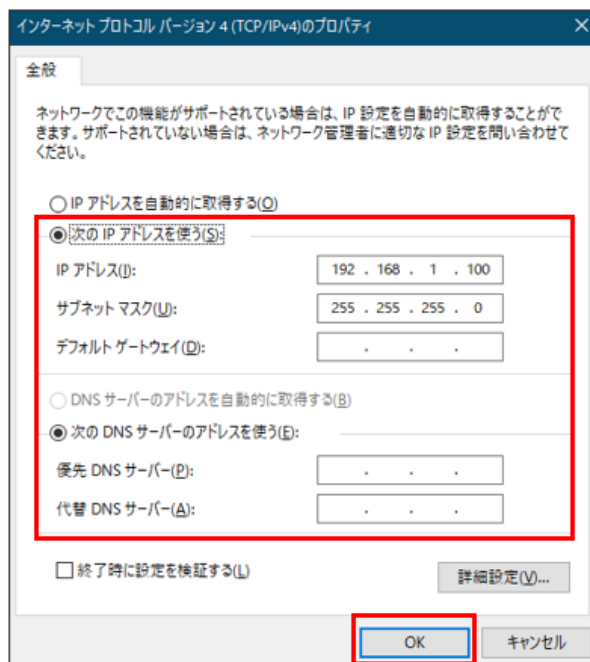 インターネット プロトコル バージョン 4 (TCP/IPv4)のプロパティ
全般
ネットワークでこの機能がサポートされている場合は、IP 設定を自動的に取得することがで
きます。サポートされていない場合は、ネットワーク管理者に適切な IP 設定を問い合わせて
ください。
IP アドレスを自動的に取得する(O)
次の IP アドレスを使う(S):
IP アドレス(I): 192 . 168 . 1 . 100
サブネット マスク(U): 255 . 255 . 255 . 0
デフォルト ゲートウェイ(D): . . .
DNS サーバーのアドレスを自動的に取得する(B)
次の DNS サーバーのアドレスを使う(E):
優先 DNS サーバー(P): . . .
代替 DNS サーバー(A): . . .
終了時に設定を検証する(L)
詳細設定(V)...
OK キャンセル